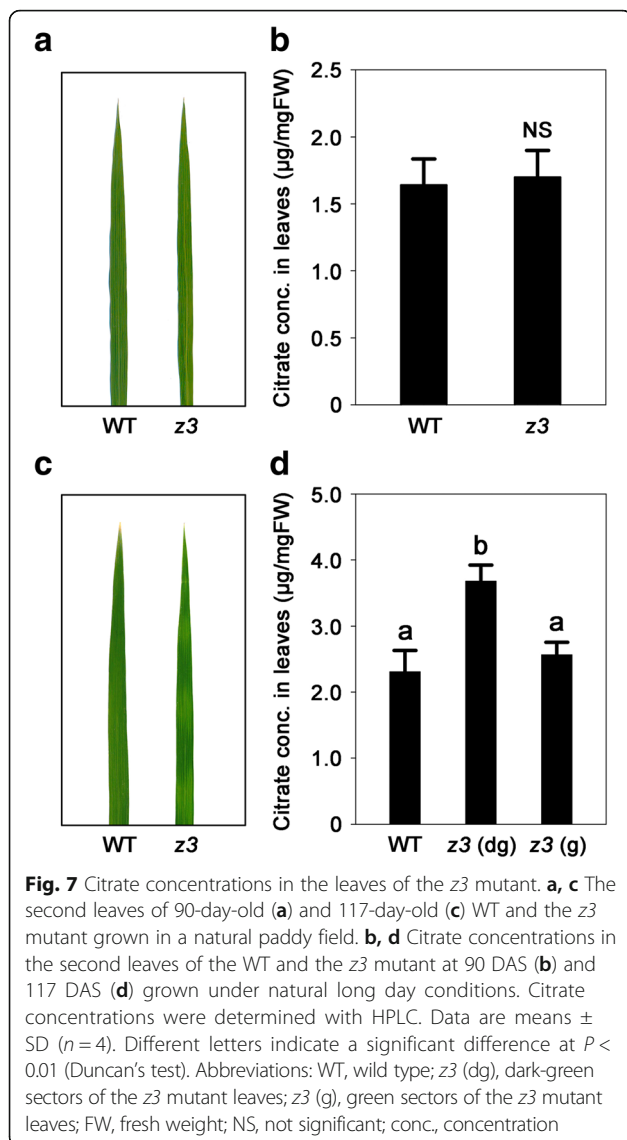 a
WT z3
b
Citrate conc. in leaves (µg/mgFW)
2.5
2.0
1.5
1.0
0.5
0
NS
WT z3
c
WT z3
d
Citrate conc. in leaves (µg/mgFW)
5.0
4.0
3.0
2.0
1.0
0
a
b
a
WT z3 (dg) z3 (g)
Fig. 7 Citrate concentrations in the leaves of the z3 mutant. a, c The
second leaves of 90-day-old (a) and 117-day-old (c) WT and the z3
mutant grown in a natural paddy field. b, d Citrate concentrations in
the second leaves of the WT and the z3 mutant at 90 DAS (b) and
117 DAS (d) grown under natural long day conditions. Citrate
concentrations were determined with HPLC. Data are means ±
SD (n = 4). Different letters indicate a significant difference at P <
0.01 (Duncan's test). Abbreviations: WT, wild type; z3 (dg), dark-green
sectors of the z3 mutant leaves; z3 (g), green sectors of the z3 mutant
leaves; FW, fresh weight; NS, not significant; conc., concentration